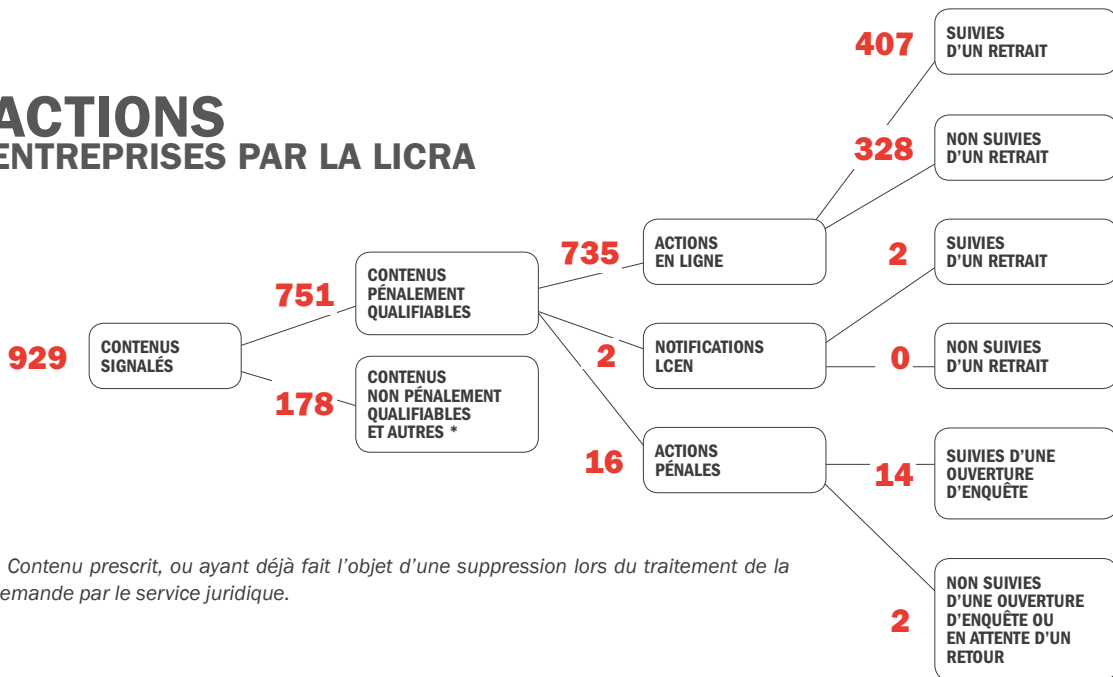 ACTIONS
ENTREPRISES PAR LA LICRA
929
CONTENUS
SIGNALÉS
751
CONTENUS
PÉNALEMENT
QUALIFIABLES
178
CONTENUS
NON PÉNALEMENT
QUALIFIABLES
ET AUTRES *
735
ACTIONS
EN LIGNE
2
NOTIFICATIONS
LCEN
16
ACTIONS
PÉNALES
407
SUIVIES
D'UN RETRAIT
328
NON SUIVIES
D'UN RETRAIT
2
SUIVIES
D'UN RETRAIT
0
NON SUIVIES
D'UN RETRAIT
14
SUIVIES D'UNE
OUVERTURE
D'ENQUÊTE
2
NON SUIVIES
D'UNE OUVERTURE
D'ENQUÊTE OU
EN ATTENTE D'UN
RETOUR
Contenu prescrit, ou ayant déjà fait l'objet d'une suppression lors du traitement de la
emande par le service juridique.